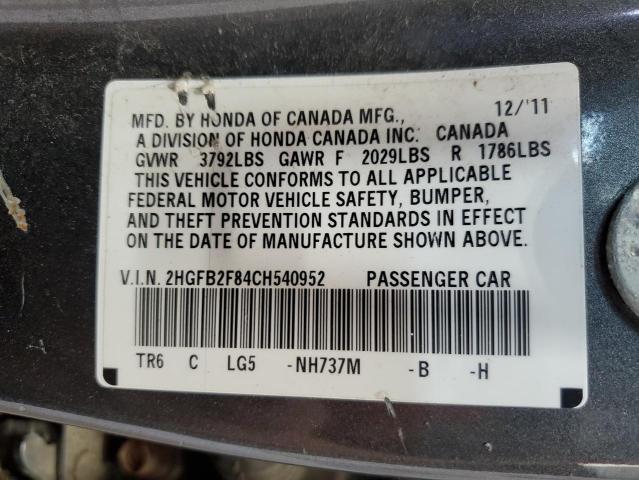 MFD. BY HONDA OF CANADA MFG., 12/'11
A DIVISION OF HONDA CANADA INC. CANADA
GVWR 3792LBS GAWR F 2029LBS R 1786LBS
THIS VEHICLE CONFORMS TO ALL APPLICABLE
FEDERAL MOTOR VEHICLE SAFETY, BUMPER,
AND THEFT PREVENTION STANDARDS IN EFFECT
ON THE DATE OF MANUFACTURE SHOWN ABOVE.
V.I.N. 2HGFB2F84CH540952 PASSENGER CAR
TR6 C LG5 -NH737M -B -H